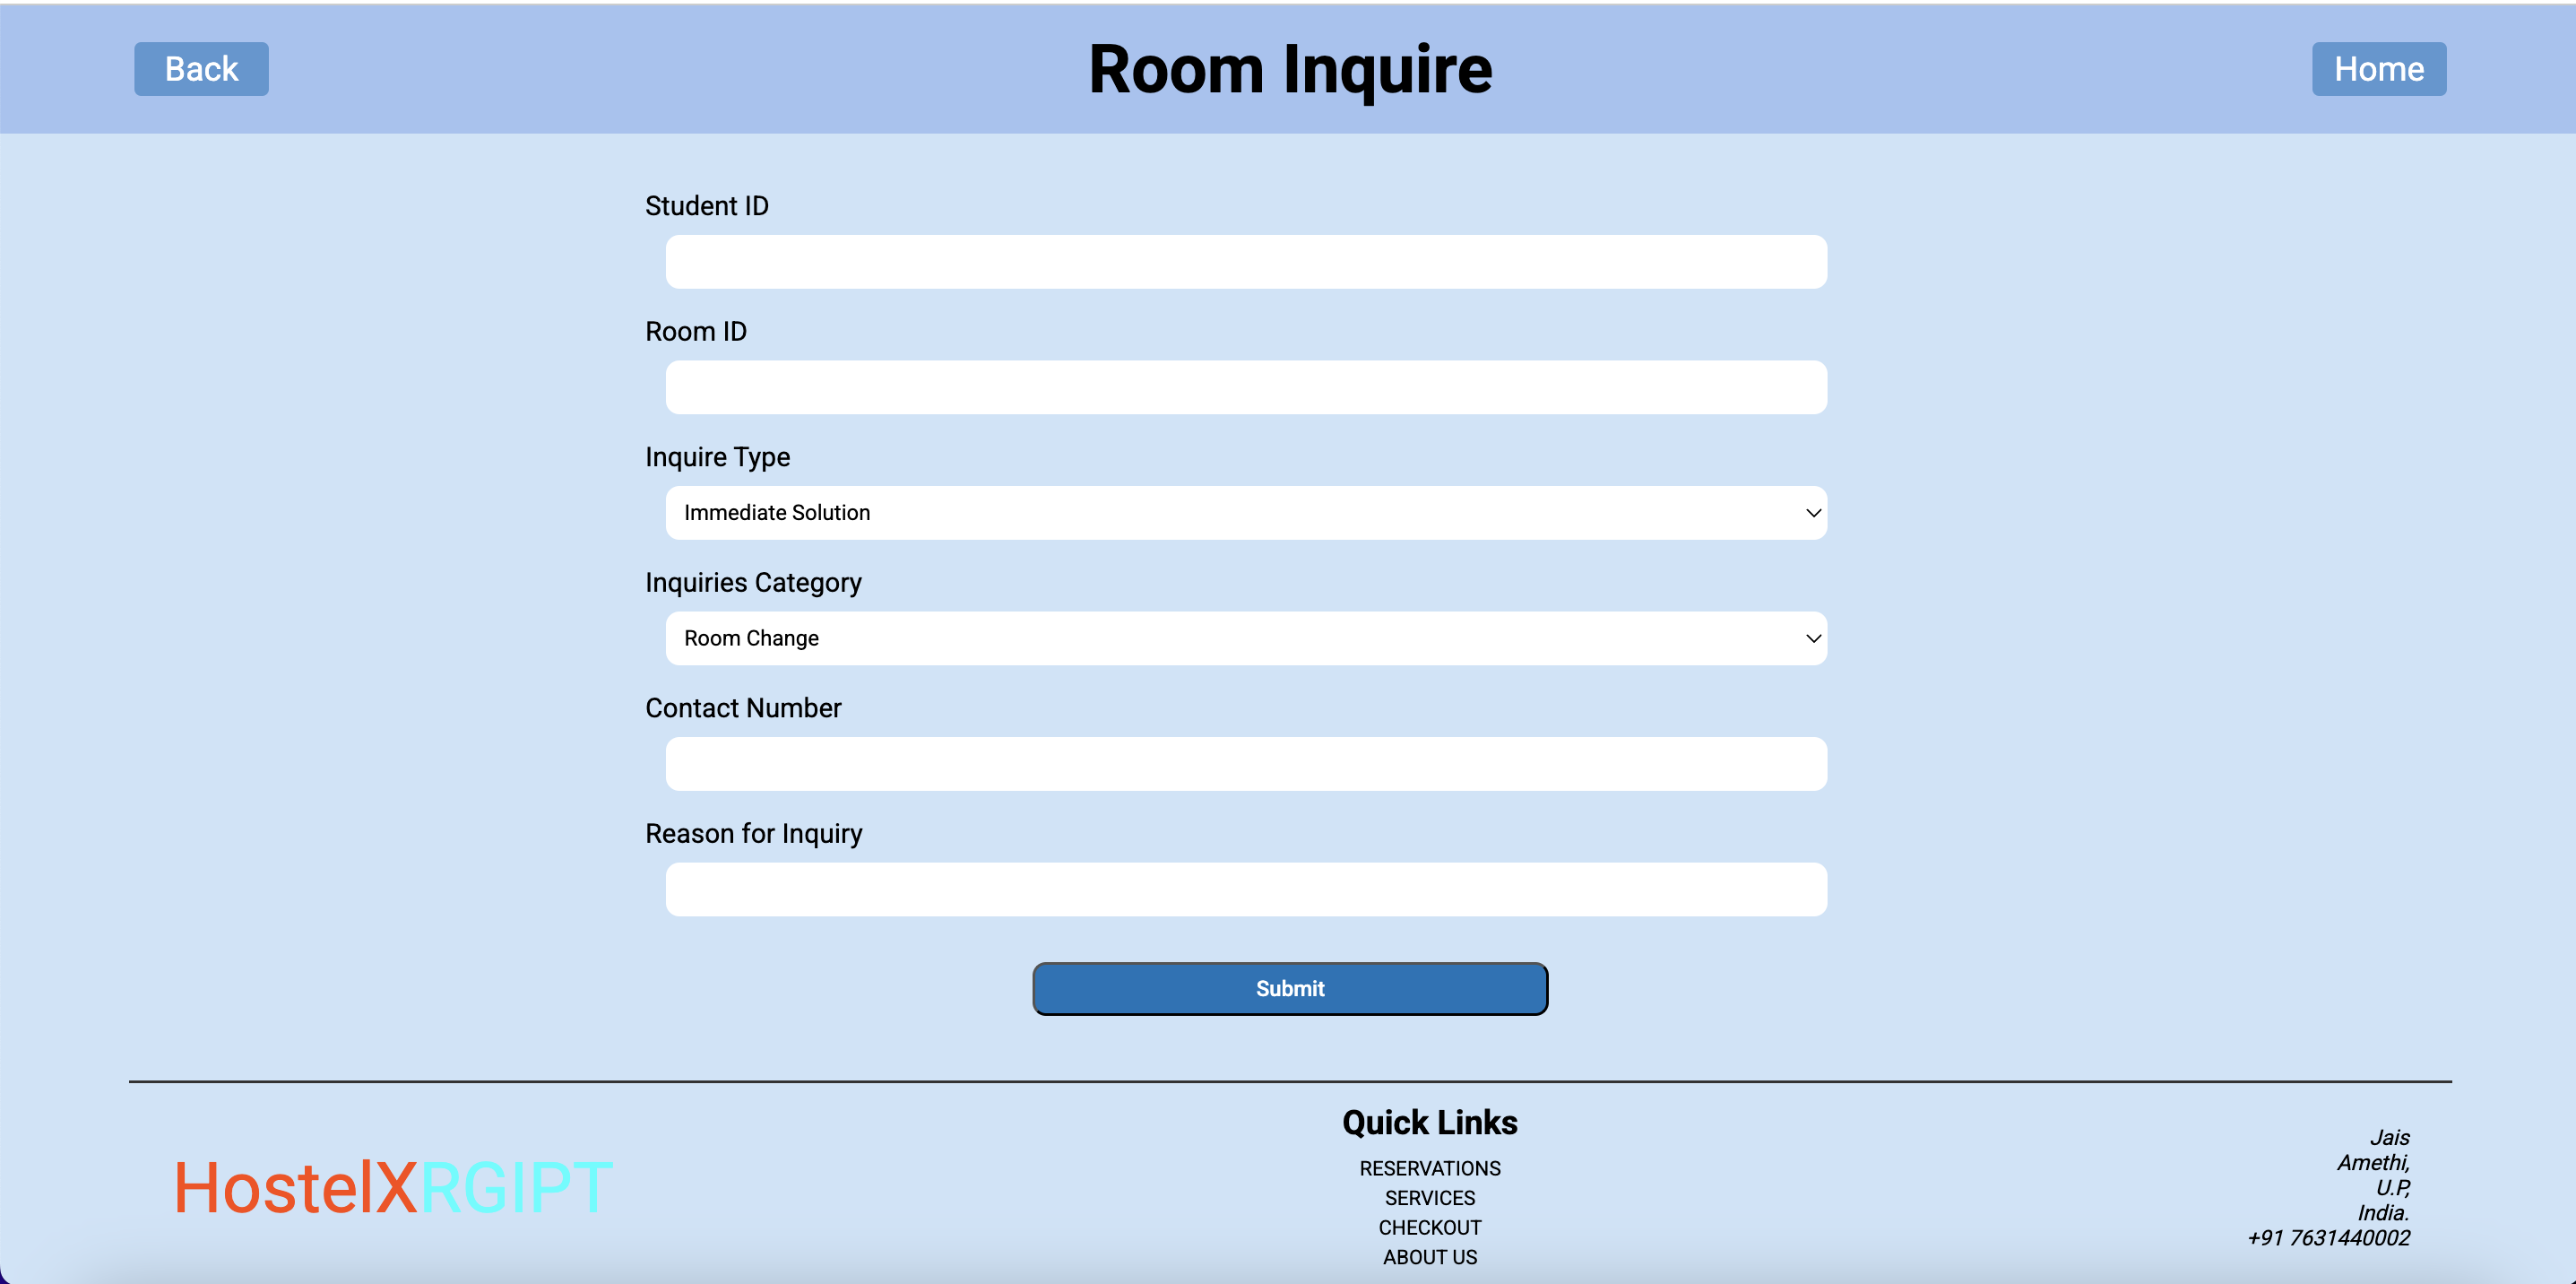 Back
Room Inquire
Home
Student ID
Room ID
Inquire Type
Immediate Solution
Inquiries Category
Room Change
Contact Number
Reason for Inquiry
Submit
HostelXRGIPT
Quick Links
RESERVATIONS
SERVICES
CHECKOUT
ABOUT US
Jais
Amethi,
U.P,
India.
+91 7631440002